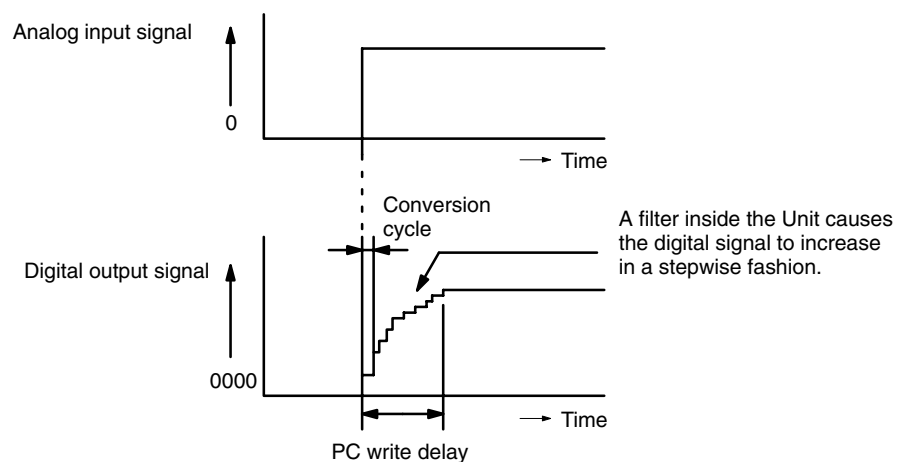 Analog input signal
0
Time
Conversion
cycle
A filter inside the Unit causes
the digital signal to increase
in a stepwise fashion.
Digital output signal
0000
Time
PC write delay